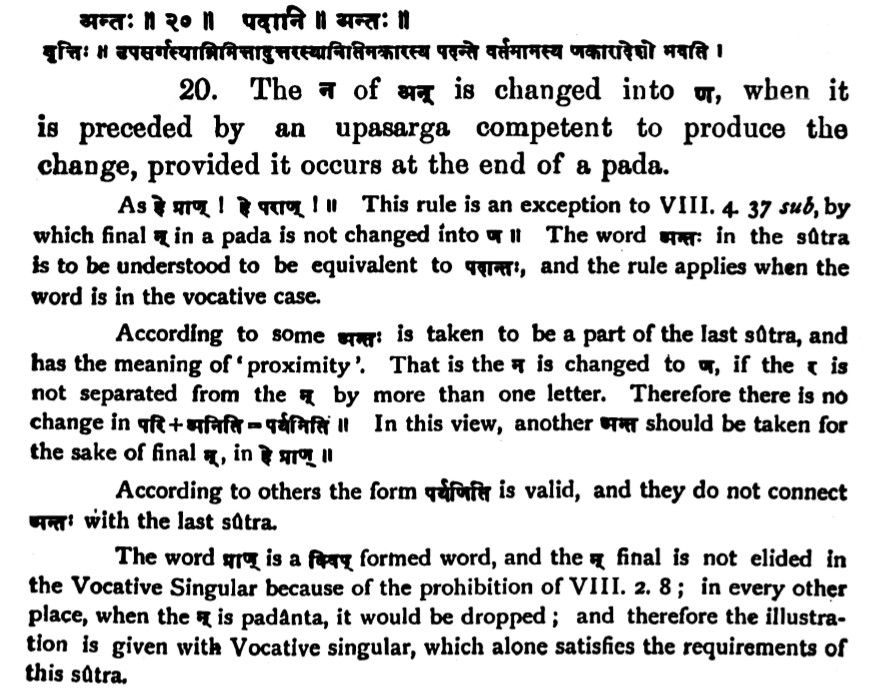 अन्तः ॥ २० ॥ पदानि ॥ अन्तः ॥
वृत्तिः ॥ उपसर्गस्थान्निमित्तादुत्तरस्यानितिनकारस्य पदान्ते वर्तमानस्य णकारादेशो भवति ।
20. The न of अन् is changed into ण, when it
is preceded by an upasarga competent to produce the
change, provided it occurs at the end of a pada.
As हे प्राण् ! हे पराण् ! ॥ This rule is an exception to VIII. 4. 37 sub, by
which final न् in a pada is not changed into ण ॥ The word अन्तः in the sûtra
is to be understood to be equivalent to पदान्तः, and the rule applies when the
word is in the vocative case.
According to some अन्तः is taken to be a part of the last sûtra, and
has the meaning of 'proximity'. That is the न is changed to ण, if the र is
not separated from the न् by more than one letter. Therefore there is no
change in परि + अनिति = पर्यनिति ॥ In this view, another अन्त should be taken for
the sake of final न्, in हे प्राण् ॥
According to others the form पर्यणिति is valid, and they do not connect
अन्तः with the last sûtra.
The word प्राण् is a क्विप् formed word, and the न् final is not elided in
the Vocative Singular because of the prohibition of VIII. 2. 8 ; in every other
place, when the न् is padânta, it would be dropped ; and therefore the illustra-
tion is given with Vocative singular, which alone satisfies the requirements of
this sûtra.